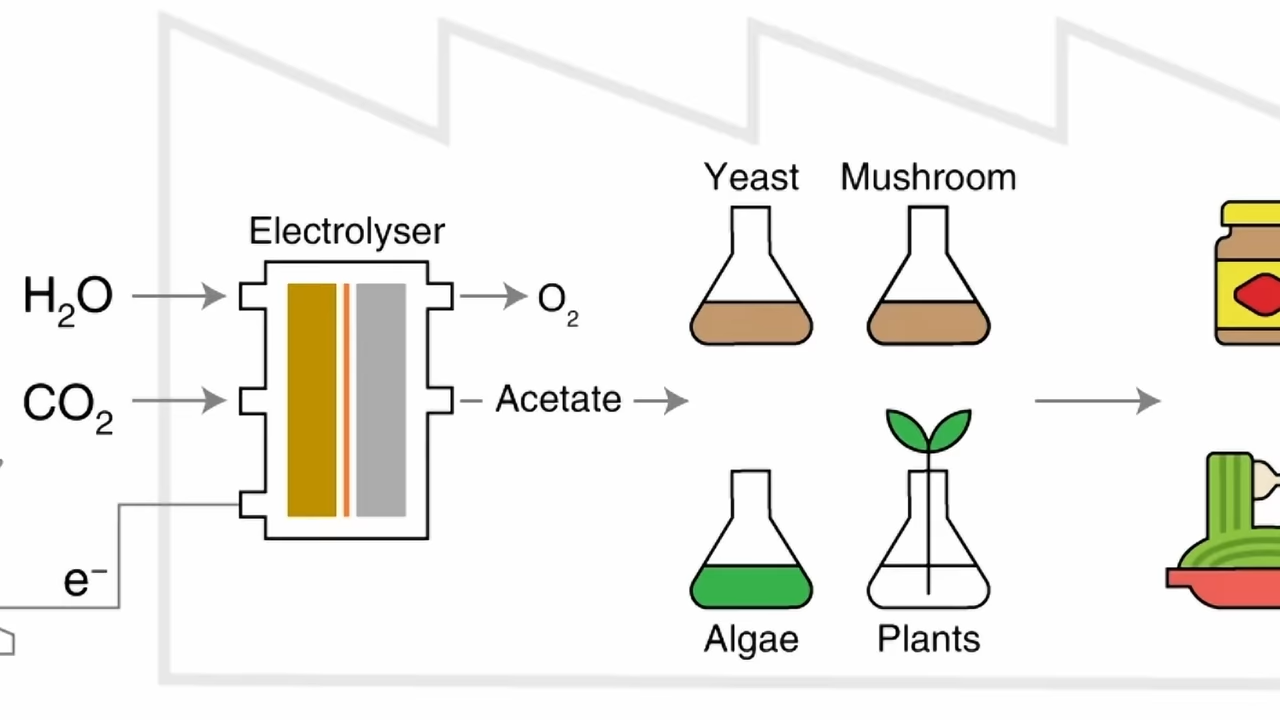 Yeast
Mushroom
Electrolyser
H₂O
O₂
CO₂
Acetate
e⁻
Algae
Plants